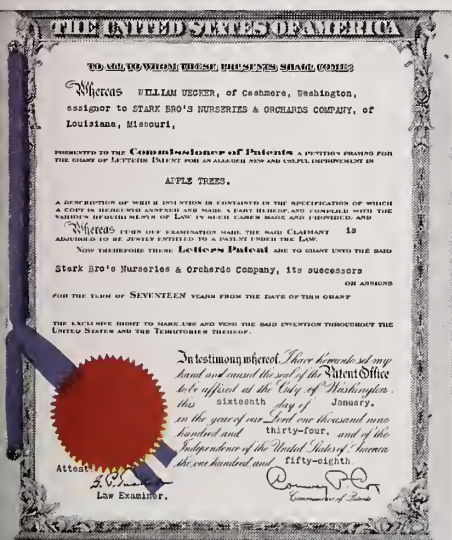 THE UNITED STATES OF AMERICA
TO ALL TO WHOM THESE PRESENTS SHALL COME:
Whereas WILLIAM UECKER, of Cashmere, Washington,
assignor to STARK BRO'S NURSERIES & ORCHARDS COMPANY, of
Louisiana, Missouri,
PRESENTED TO THE Commissioner of Patents A PETITION PRAYING FOR
THE GRANT OF LETTERS PATENT FOR AN ALLEGED NEW AND USEFUL IMPROVEMENT IN
APPLE TREES.
A DESCRIPTION OF WHICH INVENTION IS CONTAINED IN THE SPECIFICATION OF WHICH
A COPY IS HEREUNTO ANNEXED AND MADE A PART HEREOF, AND COMPLIED WITH THE
VARIOUS REQUIREMENTS OF LAW IN SUCH CASES MADE AND PROVIDED, AND
Whereas UPON DUE EXAMINATION MADE THE SAID CLAIMANT is
ADJUDGED TO BE JUSTLY ENTITLED TO A PATENT UNDER THE LAW.
NOW THEREFORE THESE Letters Patent ARE TO GRANT UNTO THE SAID
Stark Bro's Nurseries & Orchards Company, its successors
OR ASSIGNS
FOR THE TERM OF SEVENTEEN YEARS FROM THE DATE OF THIS GRANT
THE EXCLUSIVE RIGHT TO MAKE, USE AND VEND THE SAID INVENTION THROUGHOUT THE
UNITED STATES AND THE TERRITORIES THEREOF.
In testimony whereof, I have hereunto set my
hand and caused the seal of the Patent Office
to be affixed at the City of Washington
this sixteenth day of January,
in the year of our Lord one thousand nine
hundred and thirty-four, and of the
Independence of the United States of America
the one hundred and fifty-eighth.
Attest
Law Examiner.
Commissioner of Patents